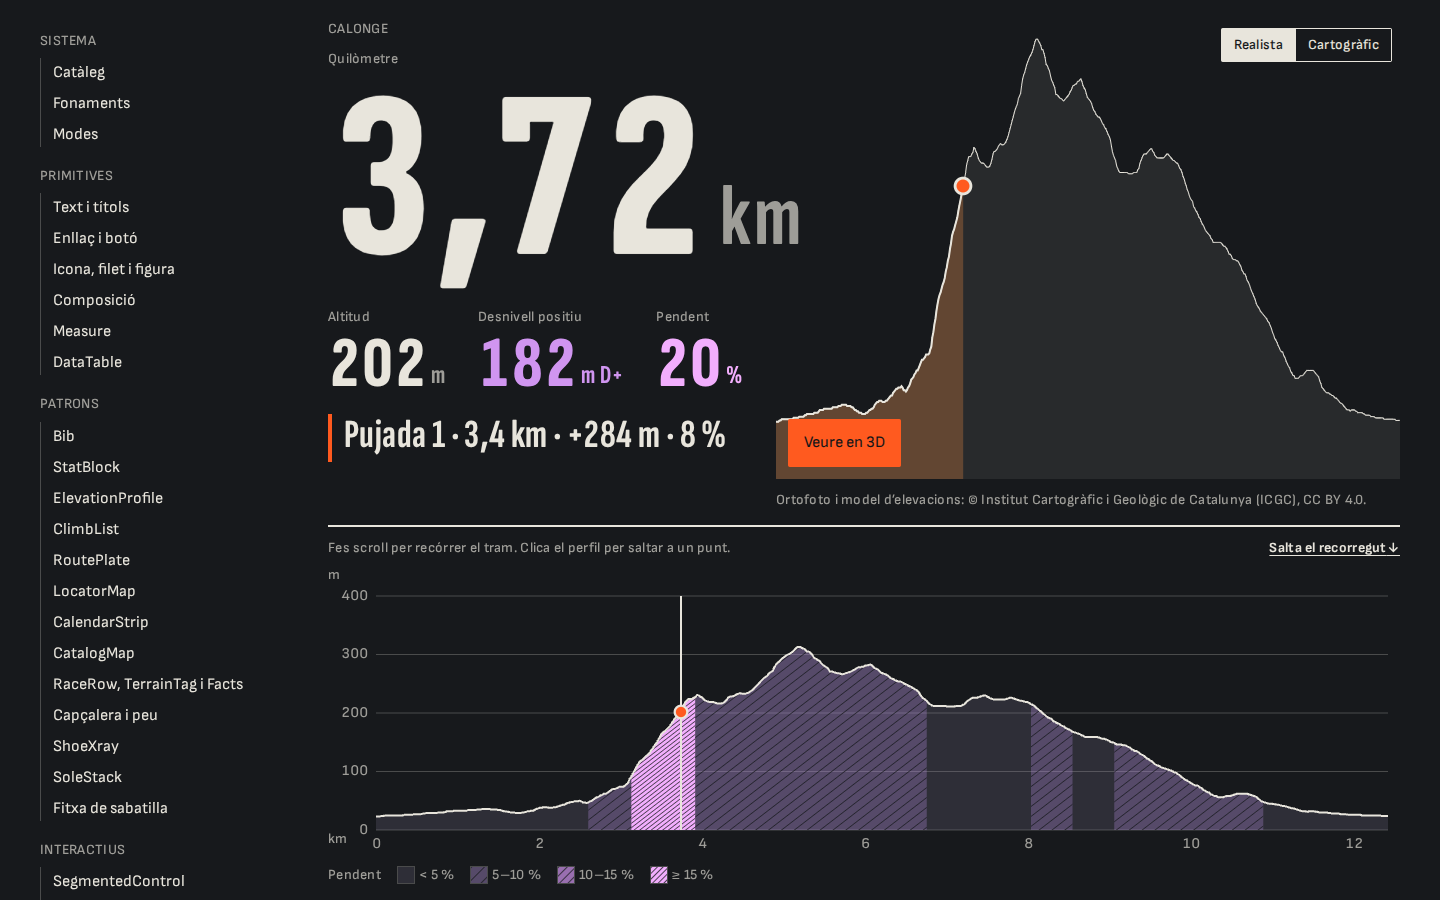 SISTEMA
Catàleg
Fonaments
Modes
PRIMITIVES
Text i títols
Enllaç i botó
Icona, filet i figura
Composició
Measure
DataTable
PATRONS
Bib
StatBlock
ElevationProfile
ClimbList
RoutePlate
LocatorMap
CalendarStrip
CatalogMap
RaceRow, TerrainTag i Facts
Capçalera i peu
ShoeXray
SoleStack
Fitxa de sabatilla
INTERACTIUS
SegmentedControl
CALONGE
Quilòmetre
3,72 km
Altitud
202 m
Desnivell positiu
182 m D+
Pendent
20 %
Pujada 1 · 3,4 km · +284 m · 8 %
Realista
Cartogràfic
Veure en 3D
Ortofoto i model d’elevacions: © Institut Cartogràfic i Geològic de Catalunya (ICGC), CC BY 4.0.
Fes scroll per recórrer el tram. Clica el perfil per saltar a un punt.
Salta el recorregut ↓
m
400
300
200
100
0
km
0 2 4 6 8 10 12
Pendent < 5 % 5–10 % 10–15 % ≥ 15 %